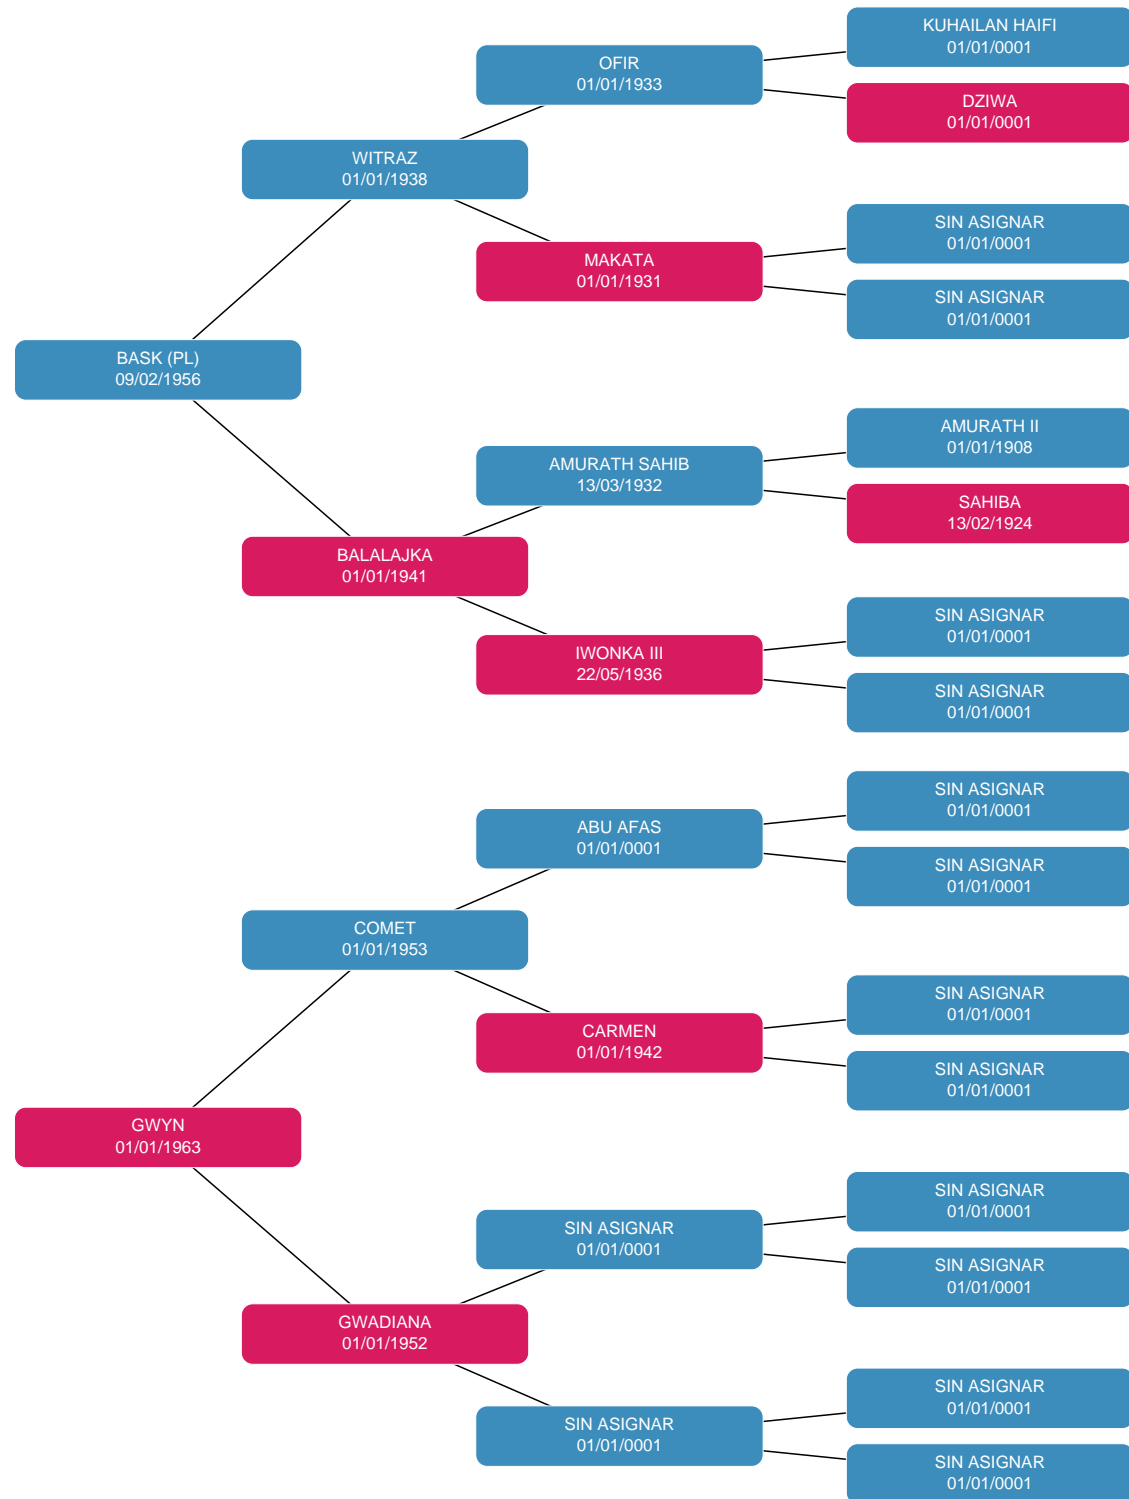 KUHAILAN HAIFI
01/01/0001
OFIR
01/01/1933
DZIWA
01/01/0001
WITRAZ
01/01/1938
SIN ASIGNAR
01/01/0001
MAKATA
01/01/1931
SIN ASIGNAR
01/01/0001
BASK (PL)
09/02/1956
AMURATH II
01/01/1908
AMURATH SAHIB
13/03/1932
SAHIBA
13/02/1924
BALALAJKA
01/01/1941
SIN ASIGNAR
01/01/0001
IWONKA III
22/05/1936
SIN ASIGNAR
01/01/0001
SIN ASIGNAR
01/01/0001
ABU AFAS
01/01/0001
SIN ASIGNAR
01/01/0001
COMET
01/01/1953
SIN ASIGNAR
01/01/0001
CARMEN
01/01/1942
SIN ASIGNAR
01/01/0001
GWYN
01/01/1963
SIN ASIGNAR
01/01/0001
SIN ASIGNAR
01/01/0001
SIN ASIGNAR
01/01/0001
GWADIANA
01/01/1952
SIN ASIGNAR
01/01/0001
SIN ASIGNAR
01/01/0001
SIN ASIGNAR
01/01/0001